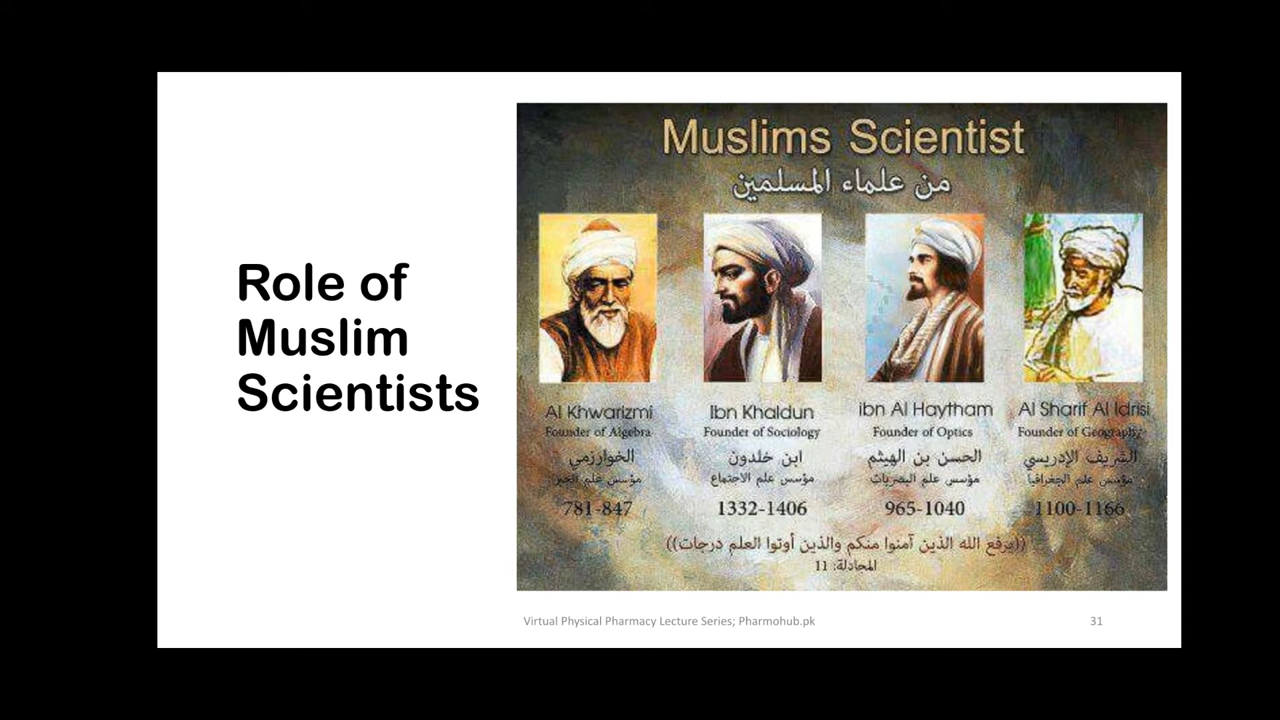 Role of
Muslim
Scientists
Muslims Scientist
من علماء المسلمين
Al Khwarizmi
Founder of Algebra
الخوارزمي
مؤسس علم الجبر
781-847
Ibn Khaldun
Founder of Sociology
ابن خلدون
مؤسس علم الاجتماع
1332-1406
ibn Al Haytham
Founder of Optics
الحسن بن الهيثم
مؤسس علم البصريات
965-1040
Al Sharif Al Idrisi
Founder of Geography
الشريف الإدريسي
مؤسس علم الجغرافيا
1100-1166
((يرفع الله الذين آمنوا منكم والذين أوتوا العلم درجات))
المجادلة: 11
Virtual Physical Pharmacy Lecture Series; Pharmohub.pk
31